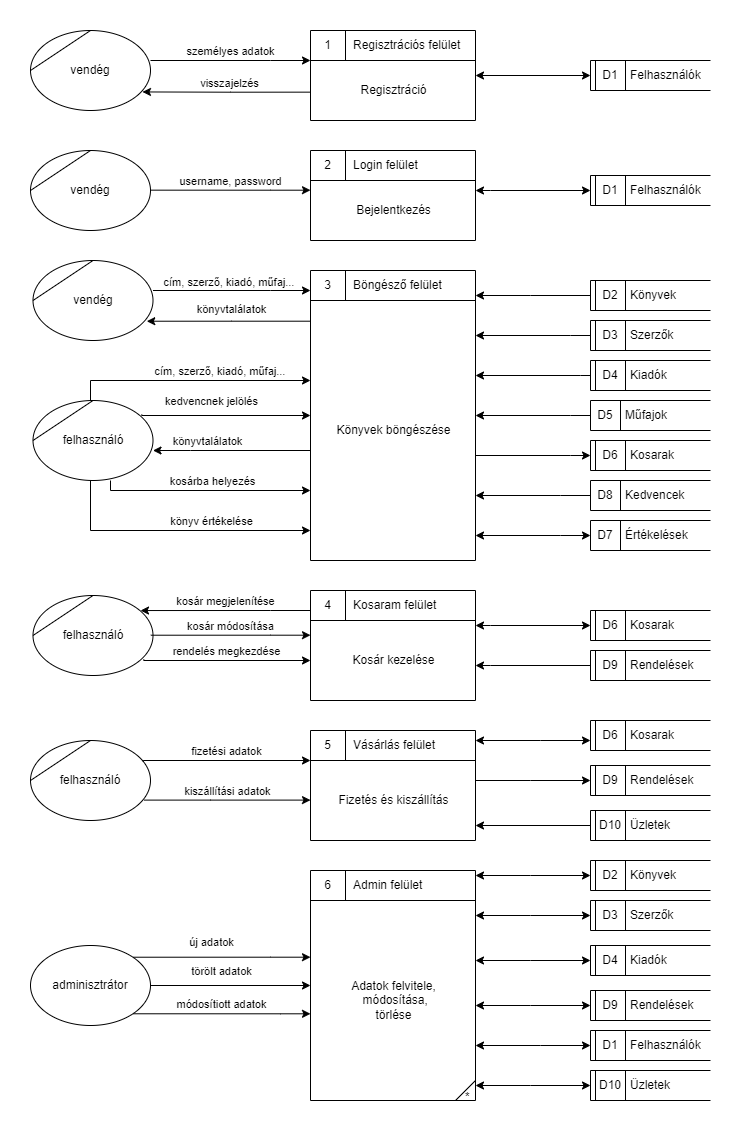 vendég
személyes adatok
visszajelzés
1 Regisztrációs felület
Regisztráció
D1 Felhasználók
vendég
username, password
2 Login felület
Bejelentkezés
D1 Felhasználók
vendég
cím, szerző, kiadó, műfaj...
könyvtalálatok
felhasználó
cím, szerző, kiadó, műfaj...
kedvencnek jelölés
könyvtalálatok
kosárba helyezés
könyv értékelése
3 Böngésző felület
Könyvek böngészése
D2 Könyvek
D3 Szerzők
D4 Kiadók
D5 Műfajok
D6 Kosarak
D8 Kedvencek
D7 Értékelések
felhasználó
kosár megjelenítése
kosár módosítása
rendelés megkezdése
4 Kosaram felület
Kosár kezelése
D6 Kosarak
D9 Rendelések
felhasználó
fizetési adatok
kiszállítási adatok
5 Vásárlás felület
Fizetés és kiszállítás
D6 Kosarak
D9 Rendelések
D10 Üzletek
adminisztrátor
új adatok
törölt adatok
módosítiott adatok
6 Admin felület
Adatok felvitele,
módosítása,
törlése
*
D2 Könyvek
D3 Szerzők
D4 Kiadók
D9 Rendelések
D1 Felhasználók
D10 Üzletek